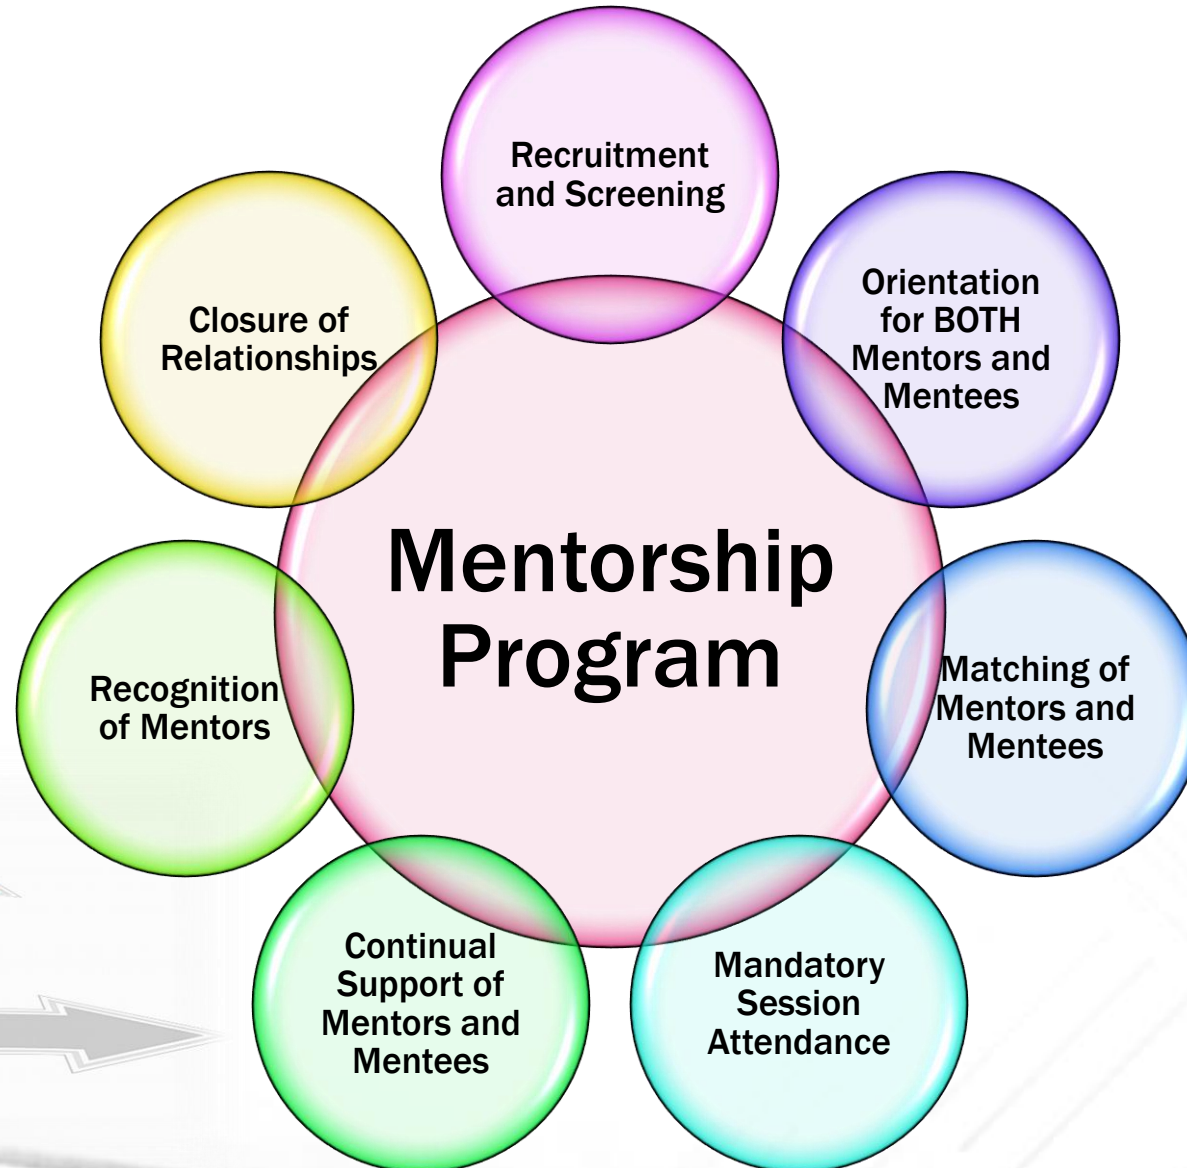 Recruitment
and Screening
Orientation
for BOTH
Mentors and
Mentees
Matching of
Mentors and
Mentees
Mandatory
Session
Attendance
Continual
Support of
Mentors and
Mentees
Recognition
of Mentors
Closure of
Relationships
Mentorship
Program